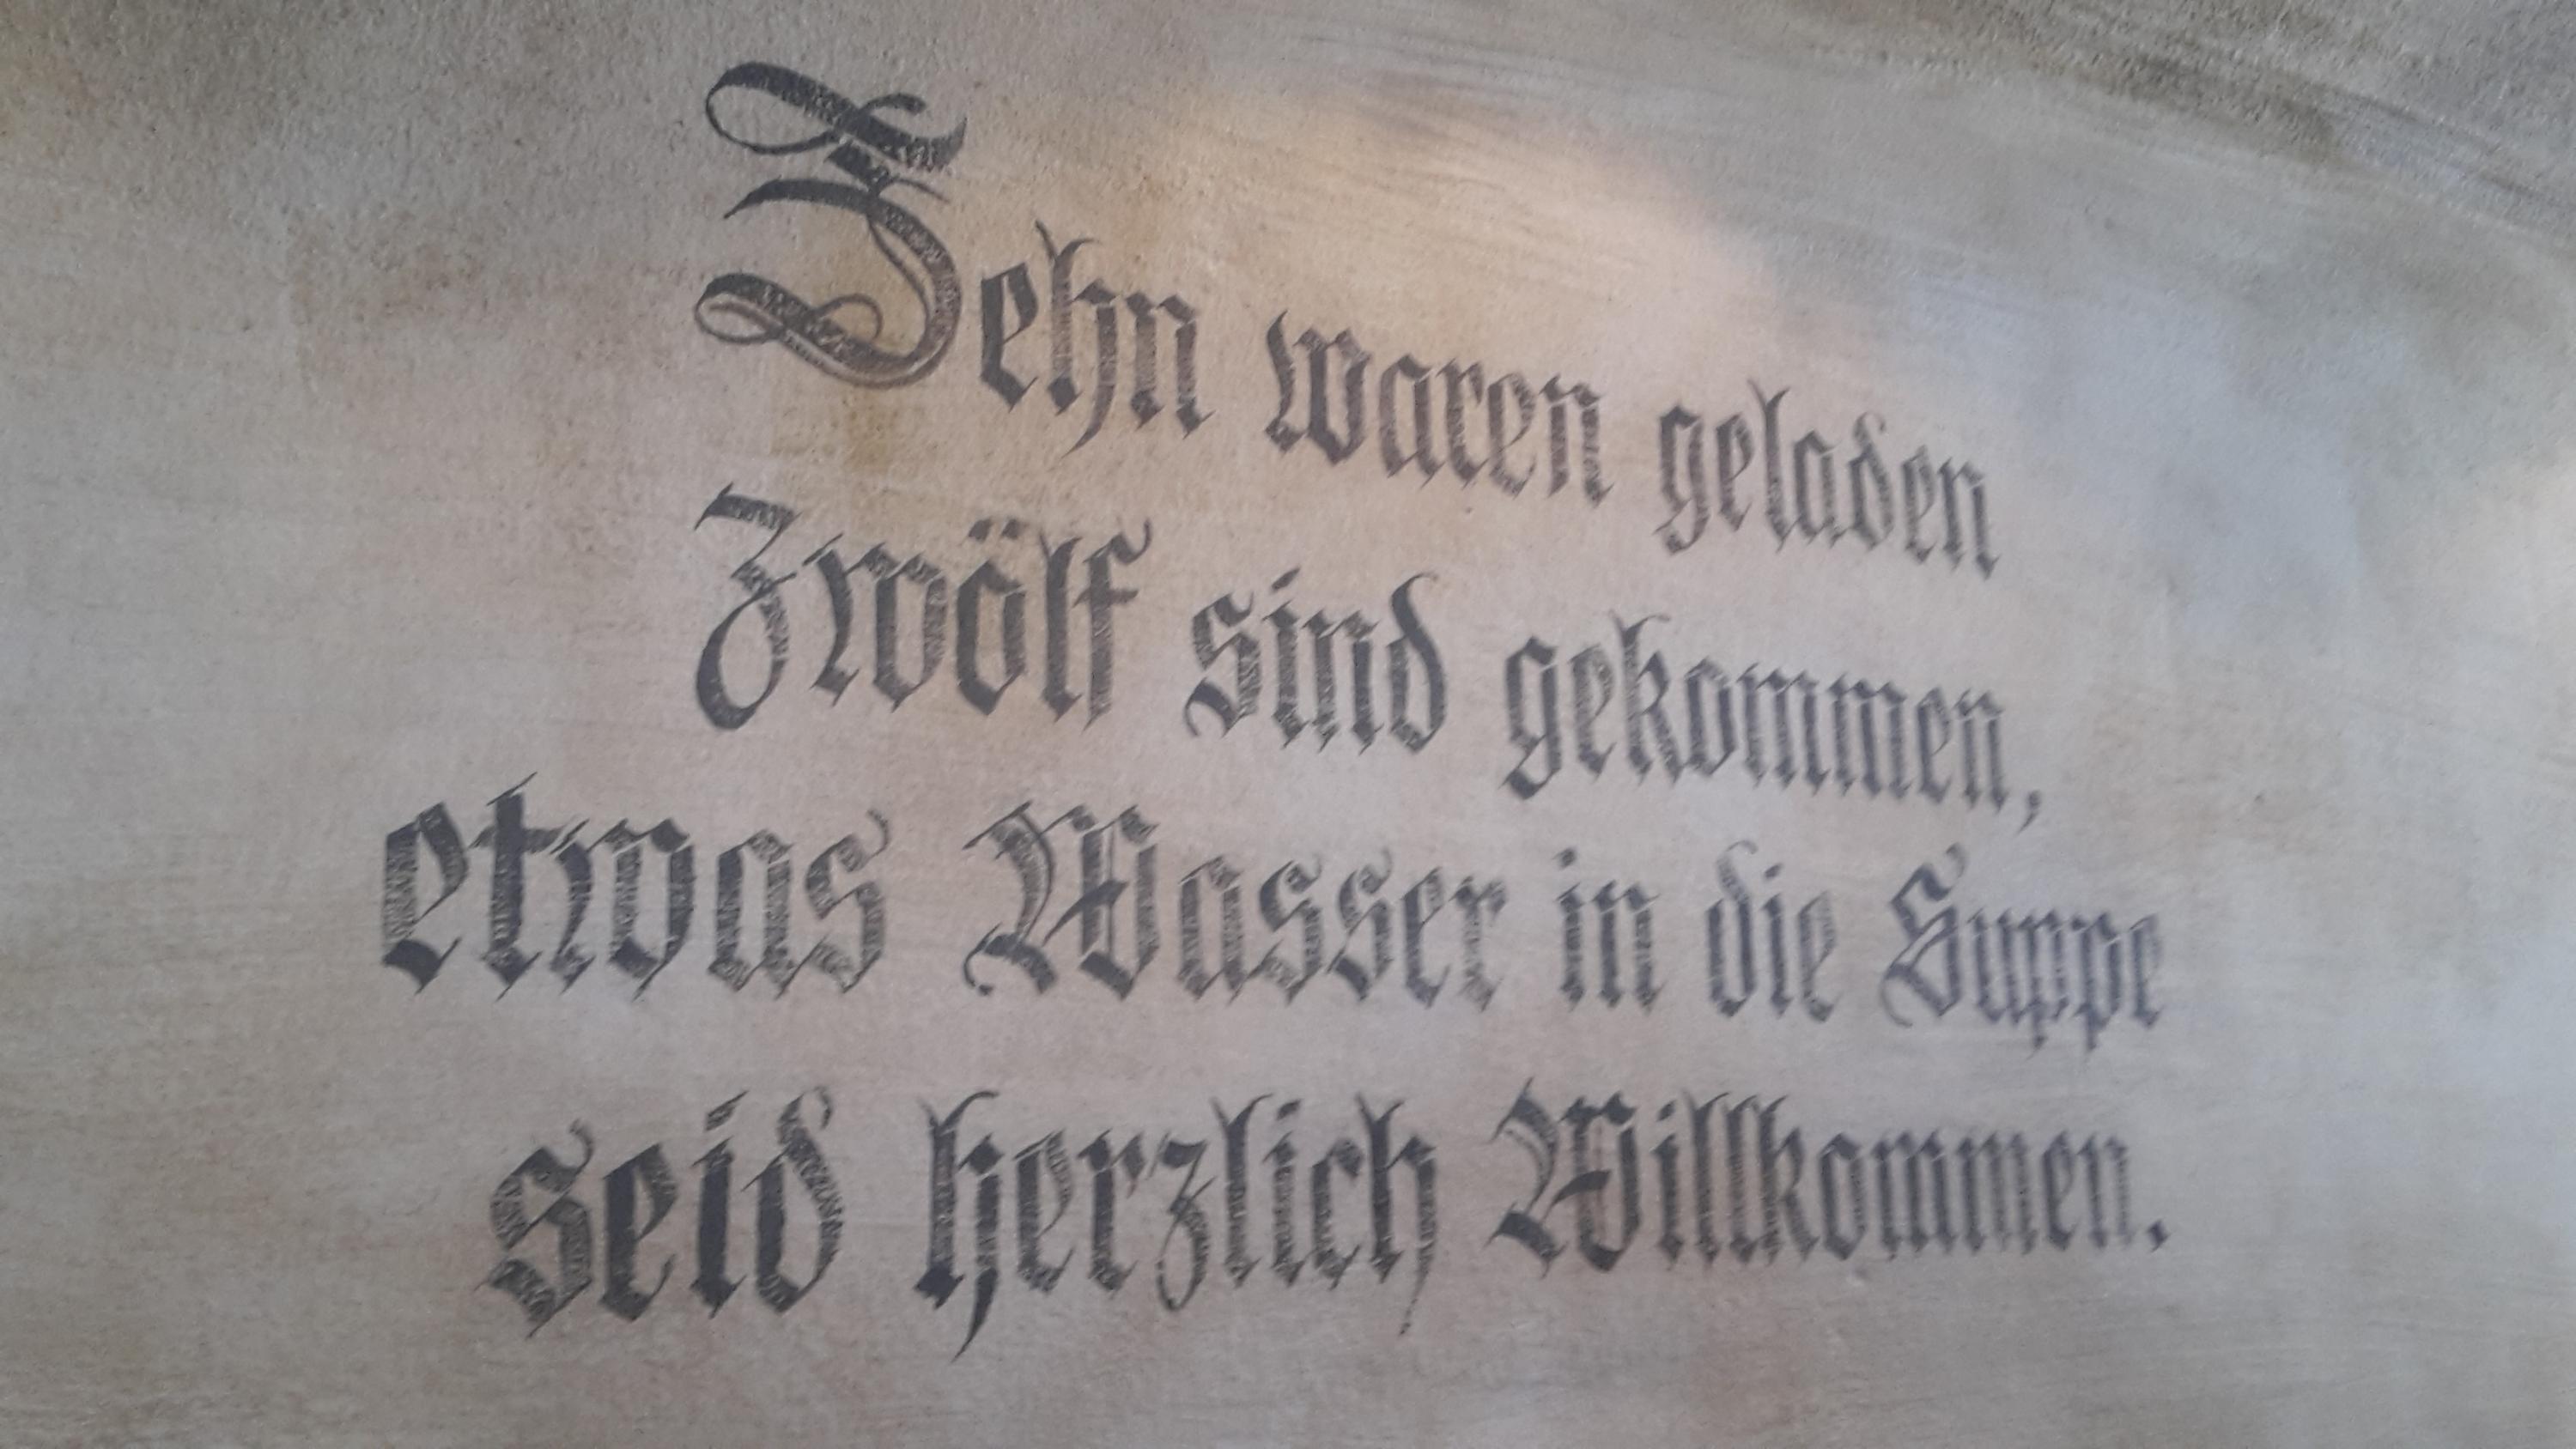 Zehn waren geladen
Zwölf sind gekommen,
etwas Wasser in die Suppe
seid herzlich Willkommen.